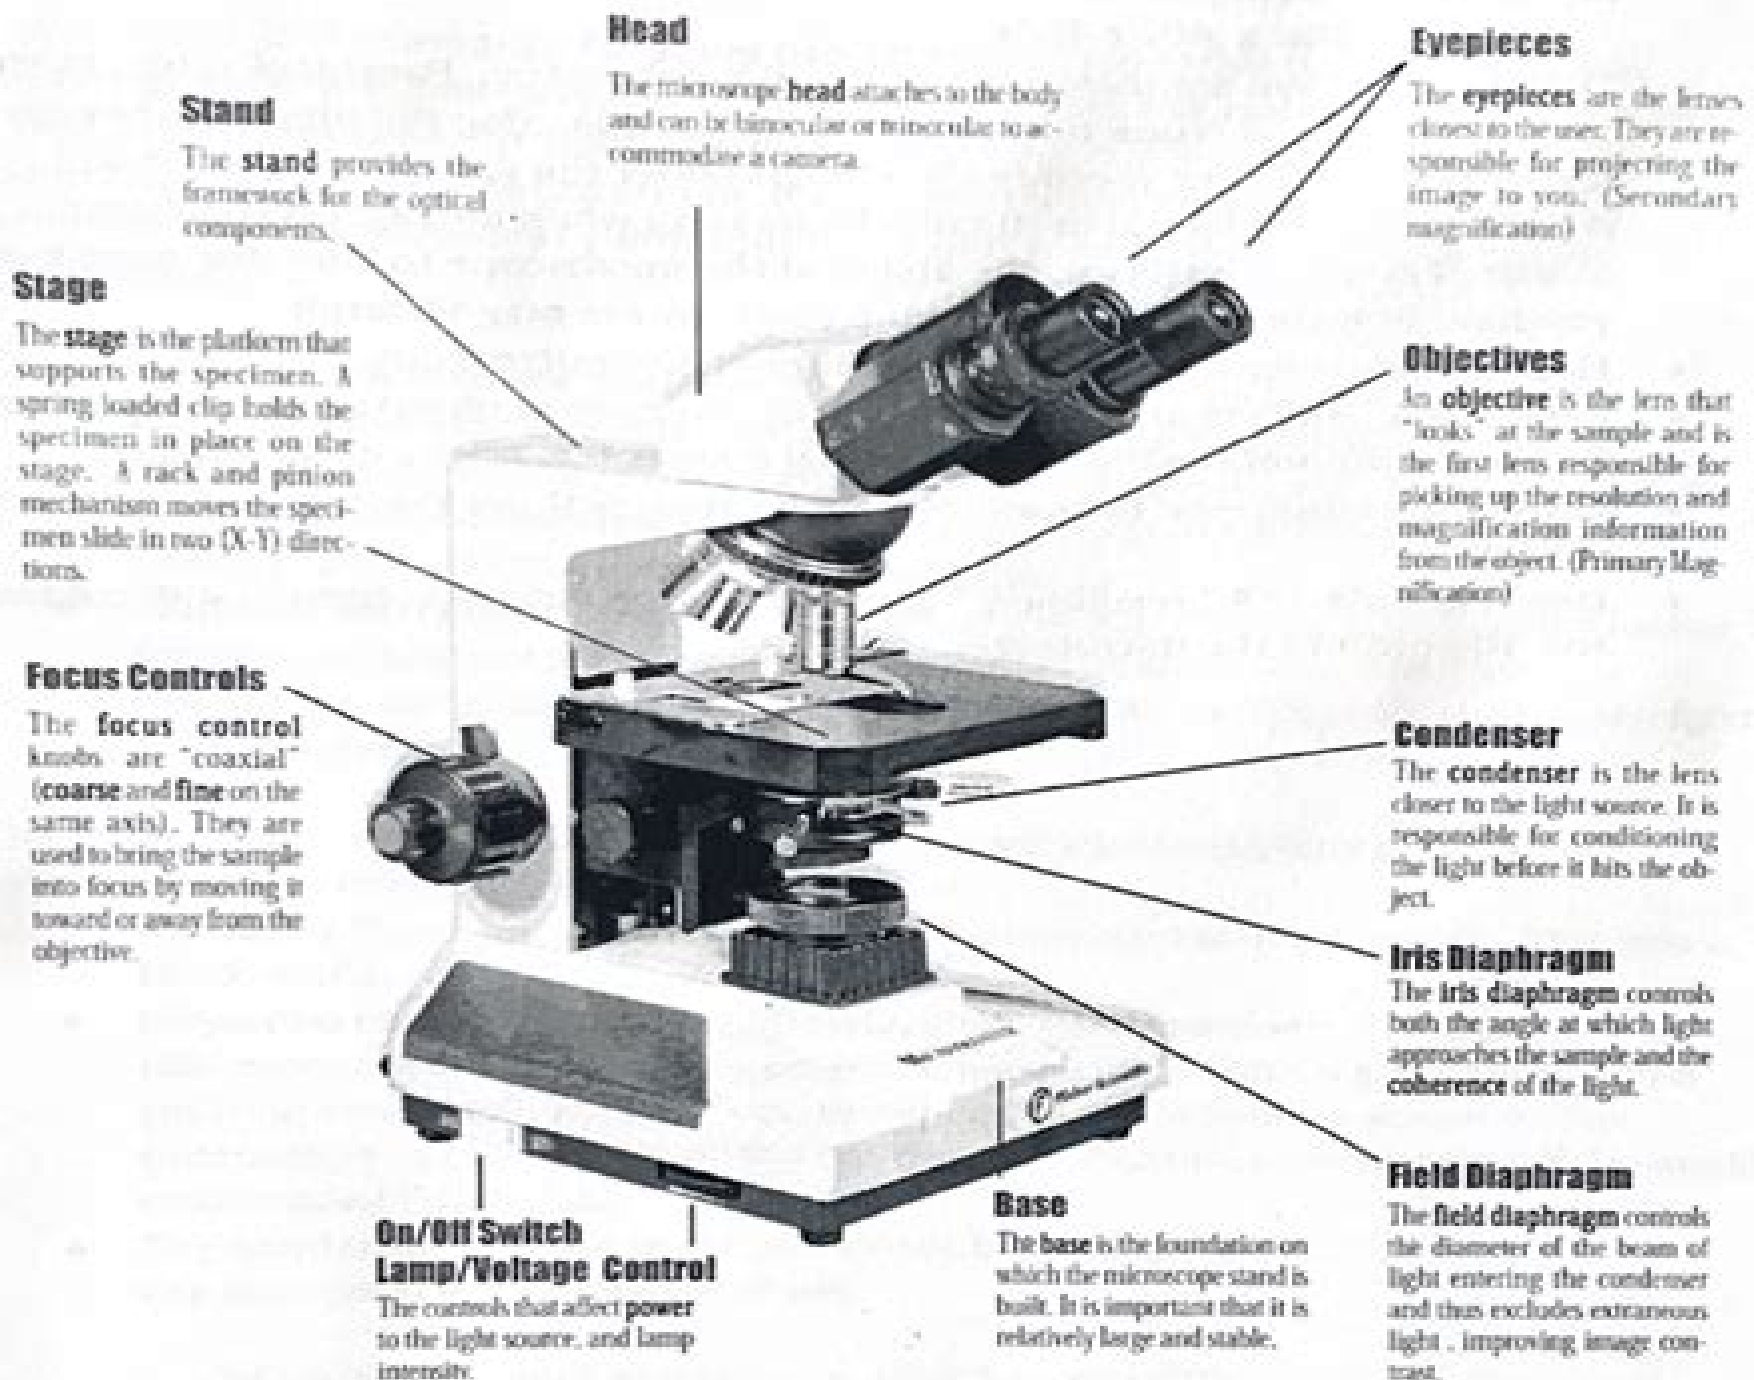 Head
The microscope head attaches to the body
and can be binocular or trinocular to ac-
commodate a camera.
Stand
The stand provides the
framework for the optical
components.
Stage
The stage is the platform that
supports the specimen. A
spring loaded clip holds the
specimen in place on the
stage. A rack and pinion
mechanism moves the speci-
men slide in two (X-Y) direc-
tions.
Focus Controls
The focus control
knobs are "coaxial"
(coarse and fine on the
same axis). They are
used to bring the sample
into focus by moving it
toward or away from the
objective.
On/Off Switch
Lamp/Voltage Control
The controls that affect power
to the light source, and lamp
intensity.
Base
The base is the foundation on
which the microscope stand is
built. It is important that it is
relatively large and stable.
Eyepieces
The eyepieces are the lenses
closest to the user. They are re-
sponsible for projecting the
image to you. (Secondary
magnification)
Objectives
An objective is the lens that
"looks" at the sample and is
the first lens responsible for
picking up the resolution and
magnification information
from the object. (Primary Mag-
nification)
Condenser
The condenser is the lens
closer to the light source. It is
responsible for conditioning
the light before it hits the ob-
ject.
Iris Diaphragm
The iris diaphragm controls
both the angle at which light
approaches the sample and the
coherence of the light.
Field Diaphragm
The field diaphragm controls
the diameter of the beam of
light entering the condenser
and thus excludes extraneous
light, improving image con-
trast.
Fisher Scientific